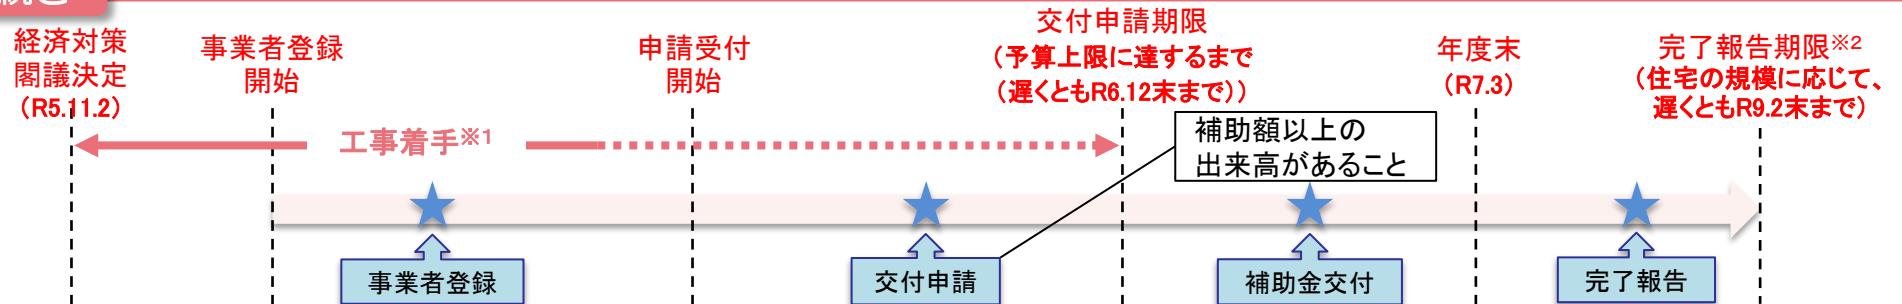 経済対策
閣議決定
（R5.11.2）
事業者登録
開始
申請受付
開始
交付申請期限
（予算上限に達するまで
（遅くともR6.12末まで））
年度末
（R7.3）
完了報告期限※2
（住宅の規模に応じて、
遅くともR9.2末まで）
工事着手※1
補助額以上の
出来高があること
事業者登録
交付申請
補助金交付
完了報告